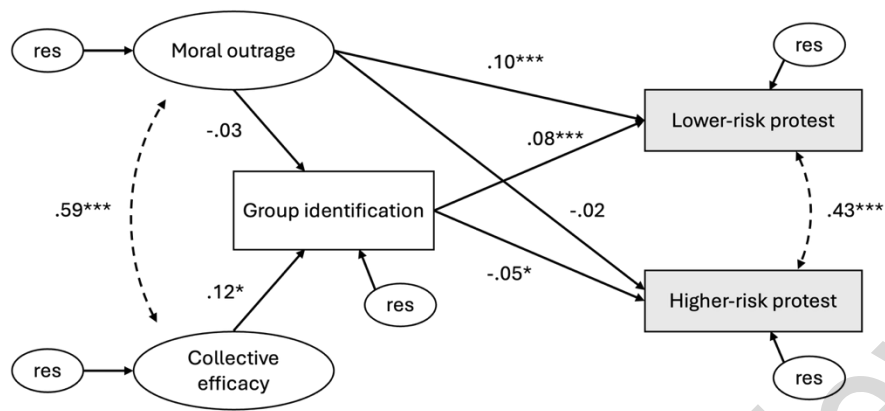 res
Moral outrage
.10***
res
Lower-risk protest
-.03
.08***
.59***
Group identification
-.02
.43***
.12*
-.05*
res
Higher-risk protest
res
Collective
efficacy
res